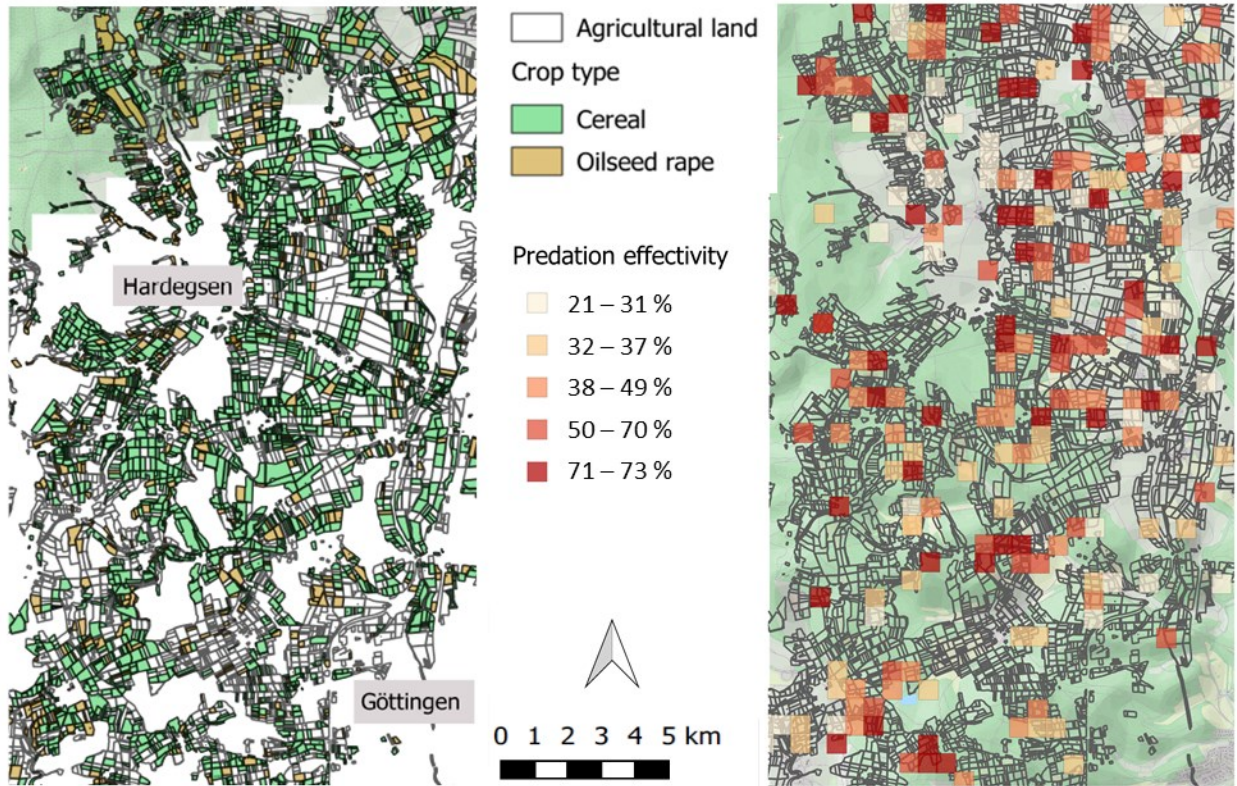 Agricultural land
Crop type
Cereal
Oilseed rape
Predation effectivity
21 – 31 %
32 – 37 %
38 – 49 %
50 – 70 %
71 – 73 %
Hardegsen
Göttingen
0 1 2 3 4 5 km